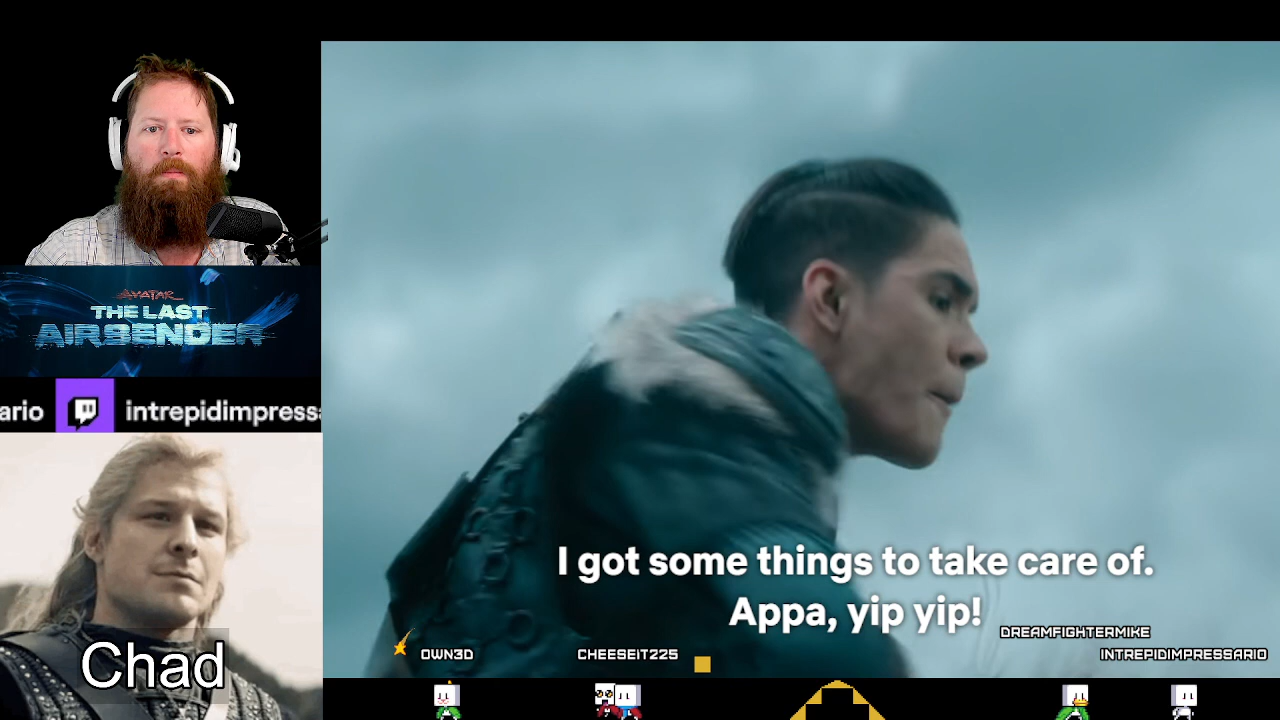 AVATAR
THE LAST
AIRBENDER
ario
intrepidimpress
Chad
I got some things to take care of.
Appa, yip yip!
DREAMFIGHTERMIKE
OWN3D
CHEESEIT225
INTREPIDIMPRESSARIO